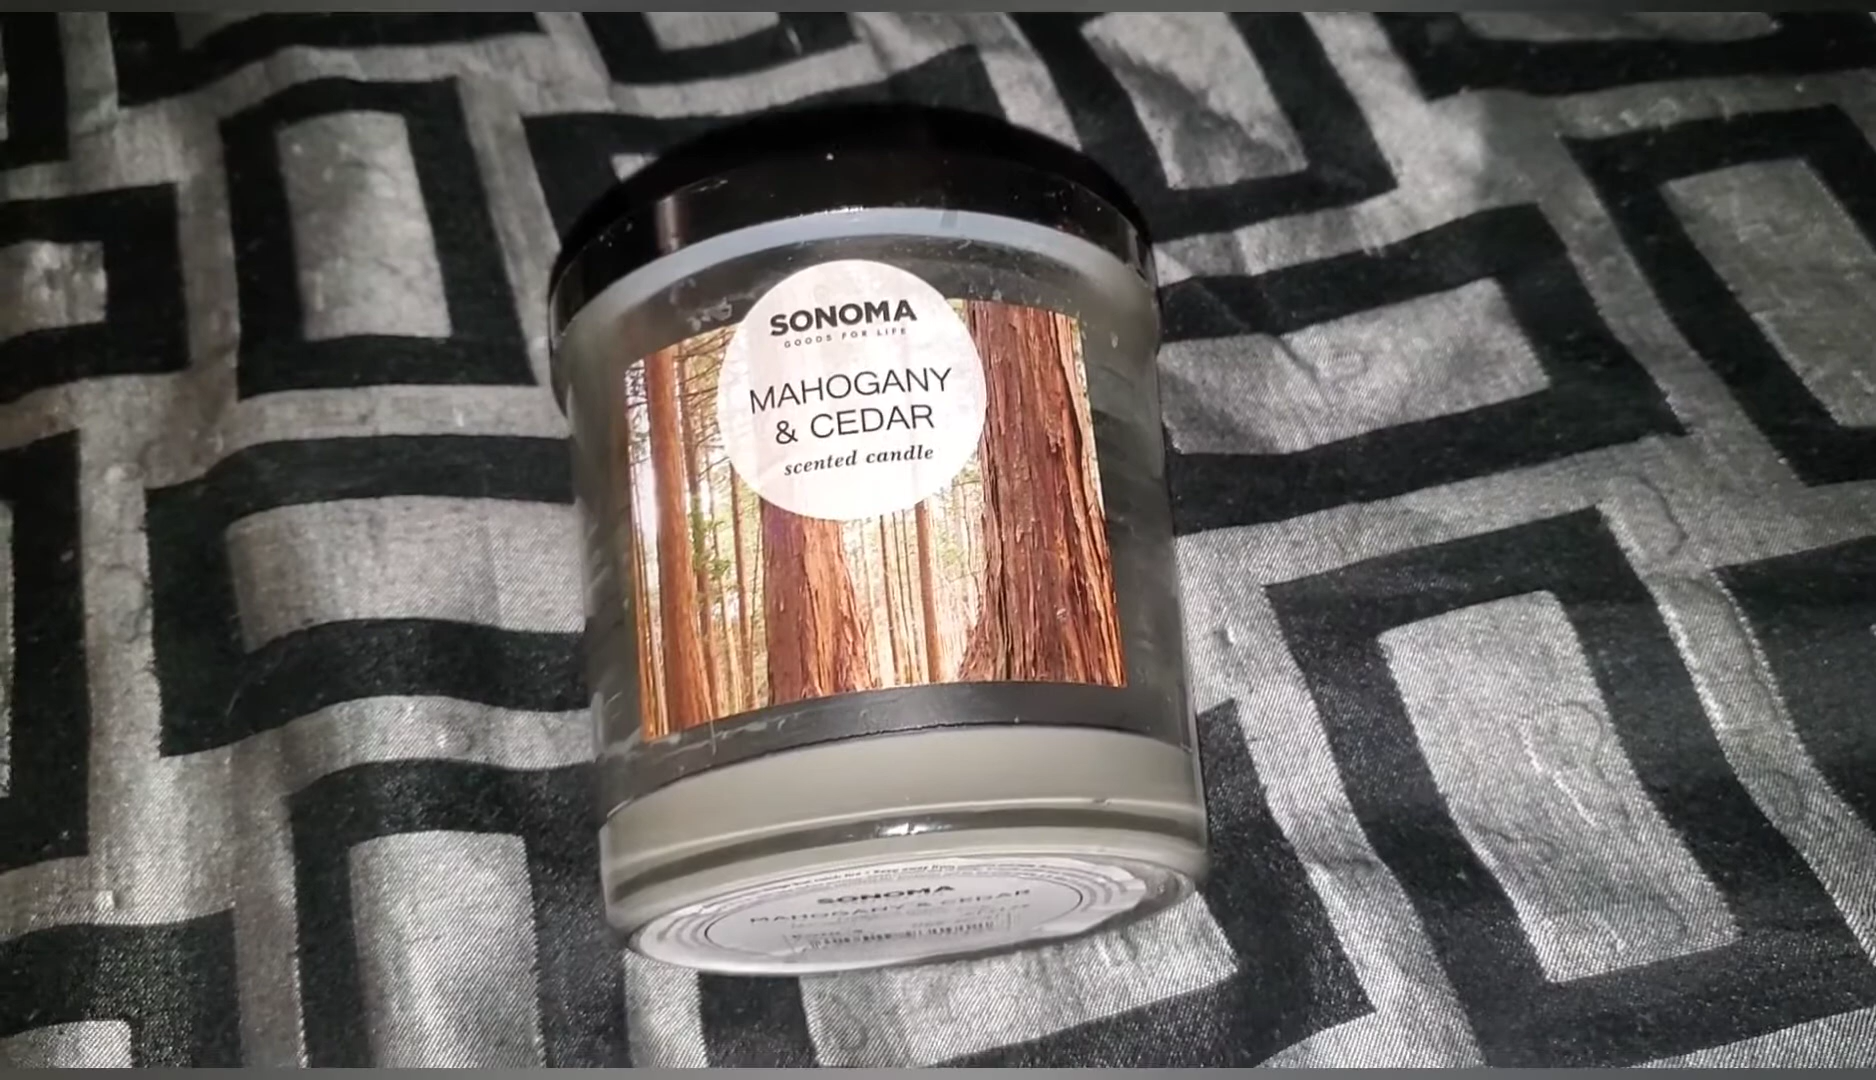 SONOMA
GOODS FOR LIFE
MAHOGANY
& CEDAR
scented candle
SONOMA
MAHOGANY & CEDAR